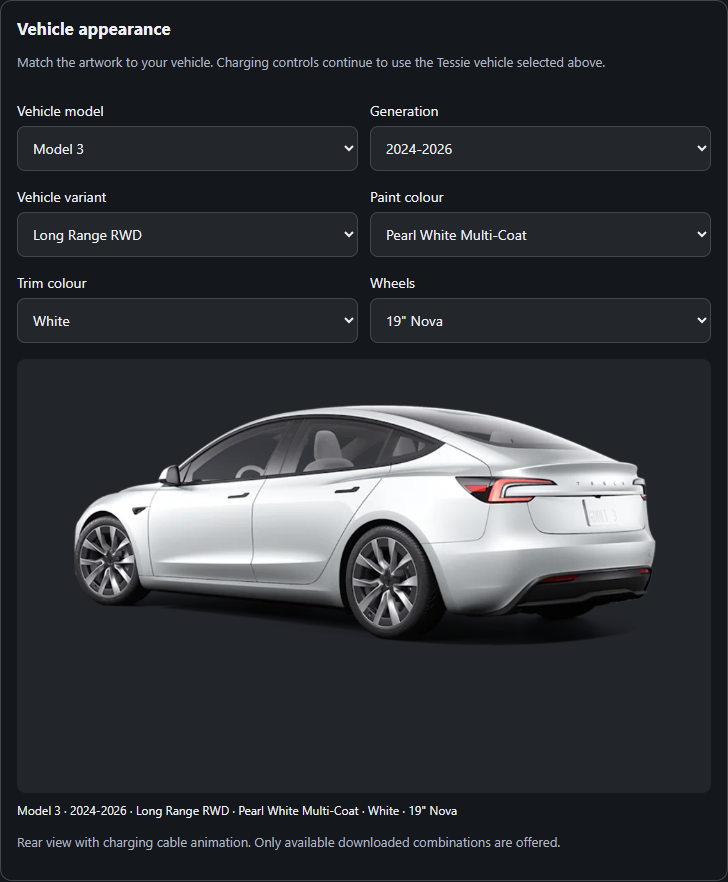 Vehicle appearance
Match the artwork to your vehicle. Charging controls continue to use the Tessie vehicle selected above.
Vehicle model
Generation
Model 3
2024-2026
Vehicle variant
Paint colour
Long Range RWD
Pearl White Multi-Coat
Trim colour
Wheels
White
19" Nova
T E S L A
Model 3 · 2024-2026 · Long Range RWD · Pearl White Multi-Coat · White · 19" Nova
Rear view with charging cable animation. Only available downloaded combinations are offered.